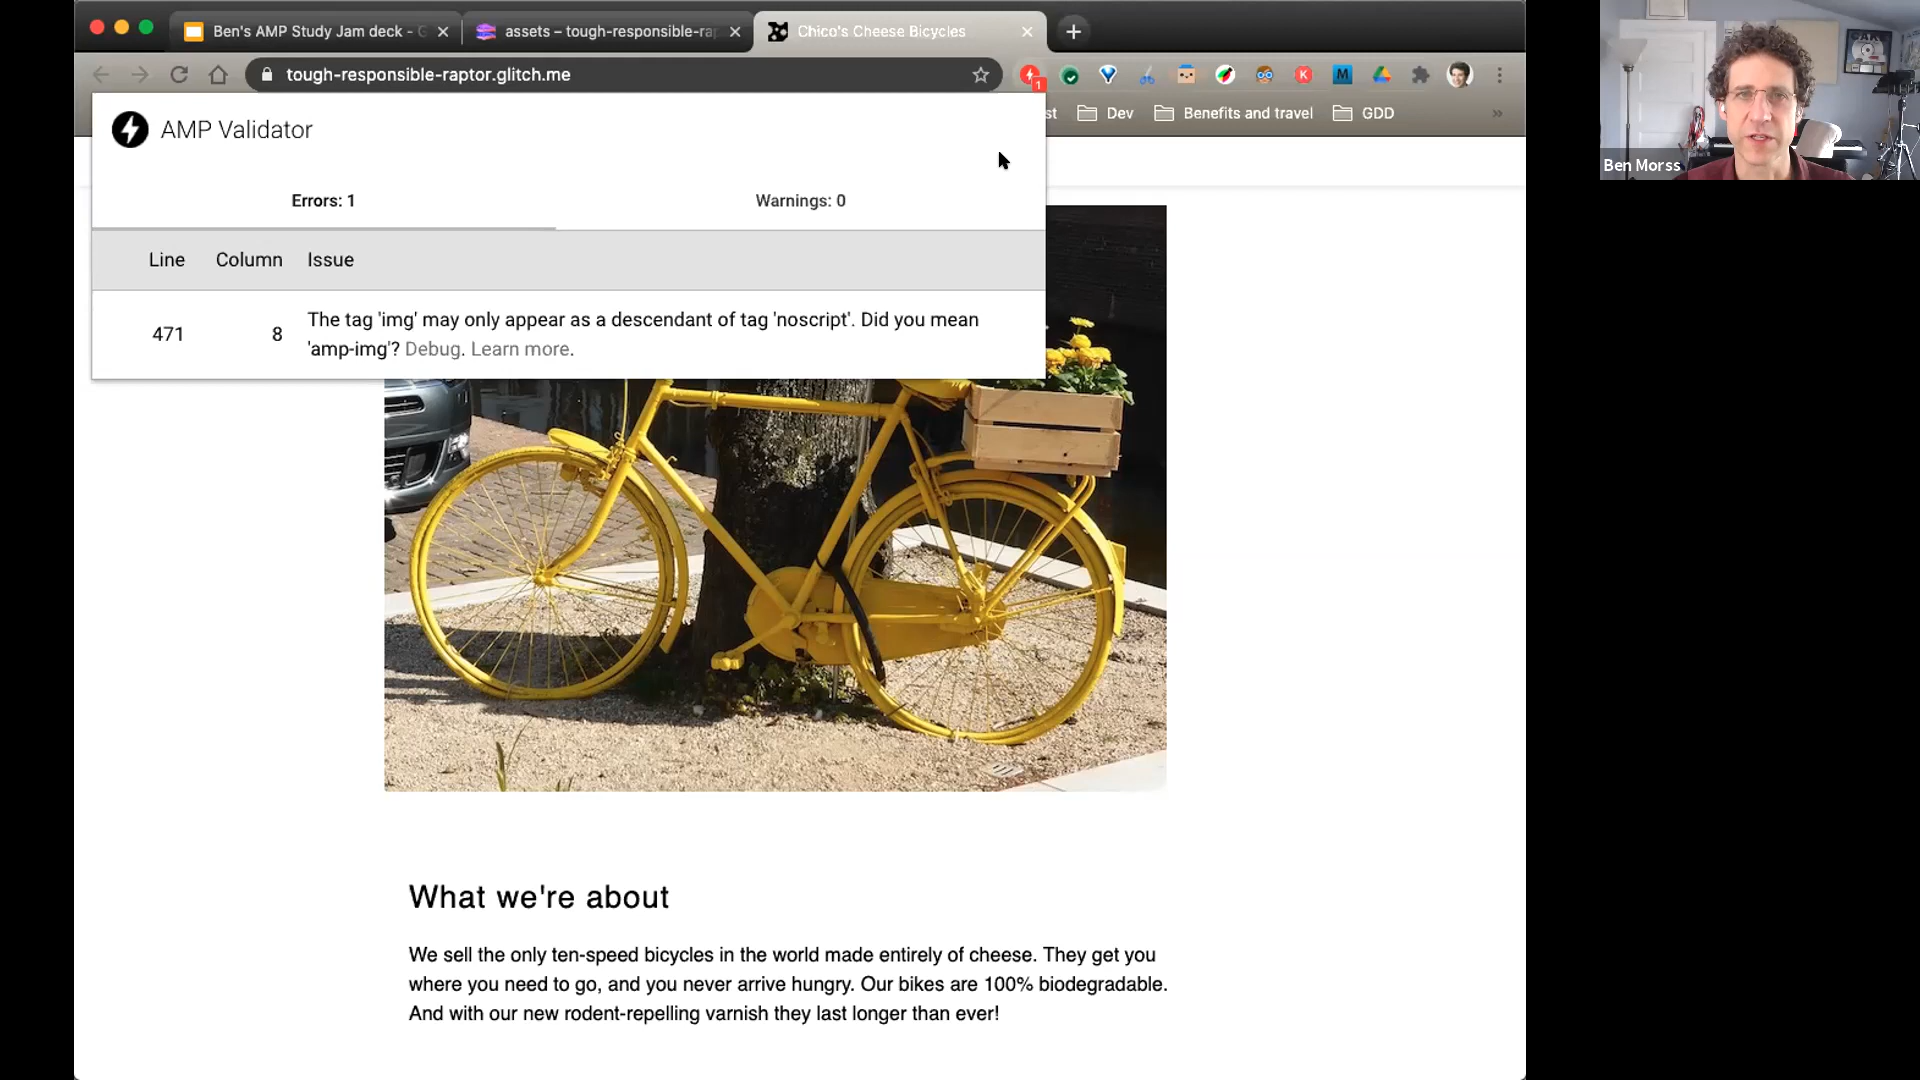 Ben's AMP Study Jam deck - G
assets – tough-responsible-rap
Chico's Cheese Bicycles
tough-responsible-raptor.glitch.me
1
K
M
st
Dev
Benefits and travel
GDD
»
AMP Validator
Errors: 1
Warnings: 0
Line Column Issue
471 8 The tag 'img' may only appear as a descendant of tag 'noscript'. Did you mean
'amp-img'? Debug. Learn more.
What we're about
We sell the only ten-speed bicycles in the world made entirely of cheese. They get you
where you need to go, and you never arrive hungry. Our bikes are 100% biodegradable.
And with our new rodent-repelling varnish they last longer than ever!
Ben Morss